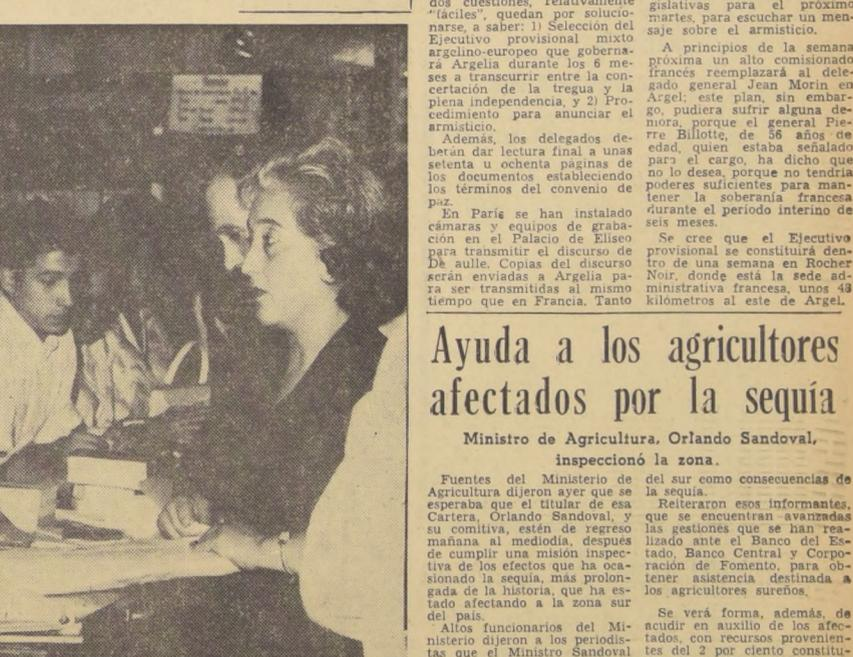 dos cuestiones, relativamente
"fáciles", quedan por solucio-
narse, a saber: 1) Selección del
Ejecutivo provisional mixto
argelino-europeo que goberna-
rá Argelia durante los 6 me-
ses a transcurrir entre la con-
certación de la tregua y la
plena independencia, y 2) Pro-
cedimiento para anunciar el
armisticio.
Además, los delegados de-
berán dar lectura final a unas
setenta u ochenta páginas de
los documentos estableciendo
los términos del convenio de
paz.
En París se han instalado
cámaras y equipos de graba-
ción en el Palacio de Elíseo
para transmitir el discurso de
De aulle. Copias del discurso
serán enviadas a Argelia pa-
ra ser transmitidas al mismo
tiempo que en Francia. Tanto
gislativas para el próximo
martes, para escuchar un men-
saje sobre el armisticio.
A principios de la semana
próxima un alto comisionado
francés reemplazará al dele-
gado general Jean Morin en
Argel; este plan, sin embar-
go, pudiera sufrir alguna de-
mora, porque el general Pie-
rre Billotte, de 56 años de
edad, quien estaba señalado
para el cargo, ha dicho que
no lo desea, porque no tendría
poderes suficientes para man-
tener la soberanía francesa
durante el período interino de
seis meses.
Se cree que el Ejecutivo
provisional se constituirá den-
tro de una semana en Rocher
Noir, donde está la sede ad-
ministrativa francesa, unos 48
kilómetros al este de Argel.
Ayuda a los agricultores
afectados por la sequía
Ministro de Agricultura, Orlando Sandoval,
inspeccionó la zona.
Fuentes del Ministerio de
Agricultura dijeron ayer que se
esperaba que el titular de esa
Cartera, Orlando Sandoval, y
su comitiva, estén de regreso
mañana al mediodía, después
de cumplir una misión inspec-
tiva de los efectos que ha oca-
sionado la sequía, más prolon-
gada de la historia, que ha es-
tado afectando a la zona sur
del país.
Altos funcionarios del Mi-
nisterio dijeron a los periodis-
tas que el Ministro Sandoval
del sur como consecuencias de
la sequía.
Reiteraron esos informantes,
que se encuentran avanzadas
las gestiones que se han rea-
lizado ante el Banco del Es-
tado, Banco Central y Corpo-
ración de Fomento, para ob-
tener asistencia destinada a
los agricultores sureños.
Se verá forma, además, de
acudir en auxilio de los afec-
tados, con recursos provenien-
tes del 2 por ciento constitu-